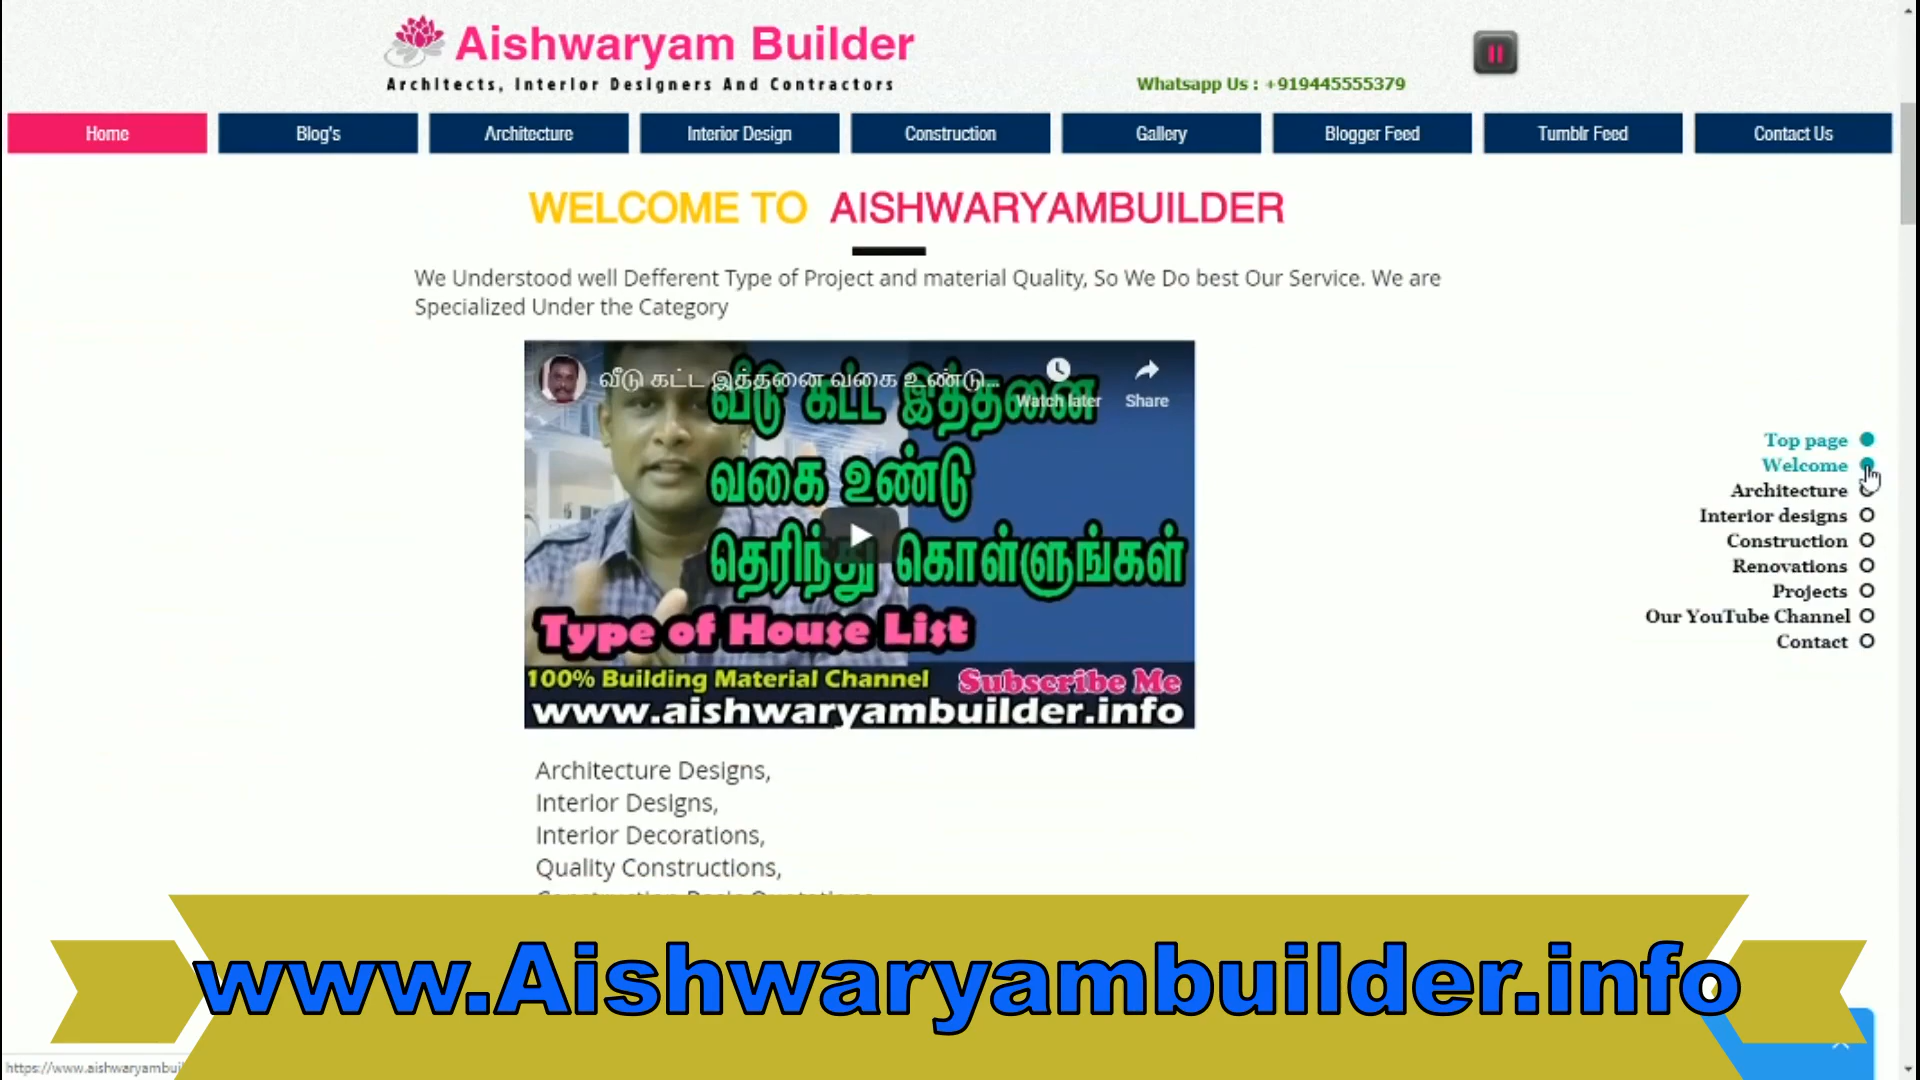 Aishwaryam Builder
Architects, Interior Designers And Contractors
Whatsapp Us : +919445555379
Home
Blog's
Architecture
Interior Design
Construction
Gallery
Blogger Feed
Tumblr Feed
Contact Us
WELCOME TO AISHWARYAMBUILDER
We Understood well Defferent Type of Project and material Quality, So We Do best Our Service. We are
Specialized Under the Category
வீடு கட்ட இத்தனை வகை உண்டு...
Watch later
Share
வீடு கட்ட இத்தனை
வகை உண்டு
தெரிந்து கொள்ளுங்கள்
Type of House List
100% Building Material Channel
Subscribe Me
www.aishwaryambuilder.info
Top page
Welcome
Architecture
Interior designs
Construction
Renovations
Projects
Our YouTube Channel
Contact
Architecture Designs,
Interior Designs,
Interior Decorations,
Quality Constructions,
www.Aishwaryambuilder.info
https://www.aishwaryambui